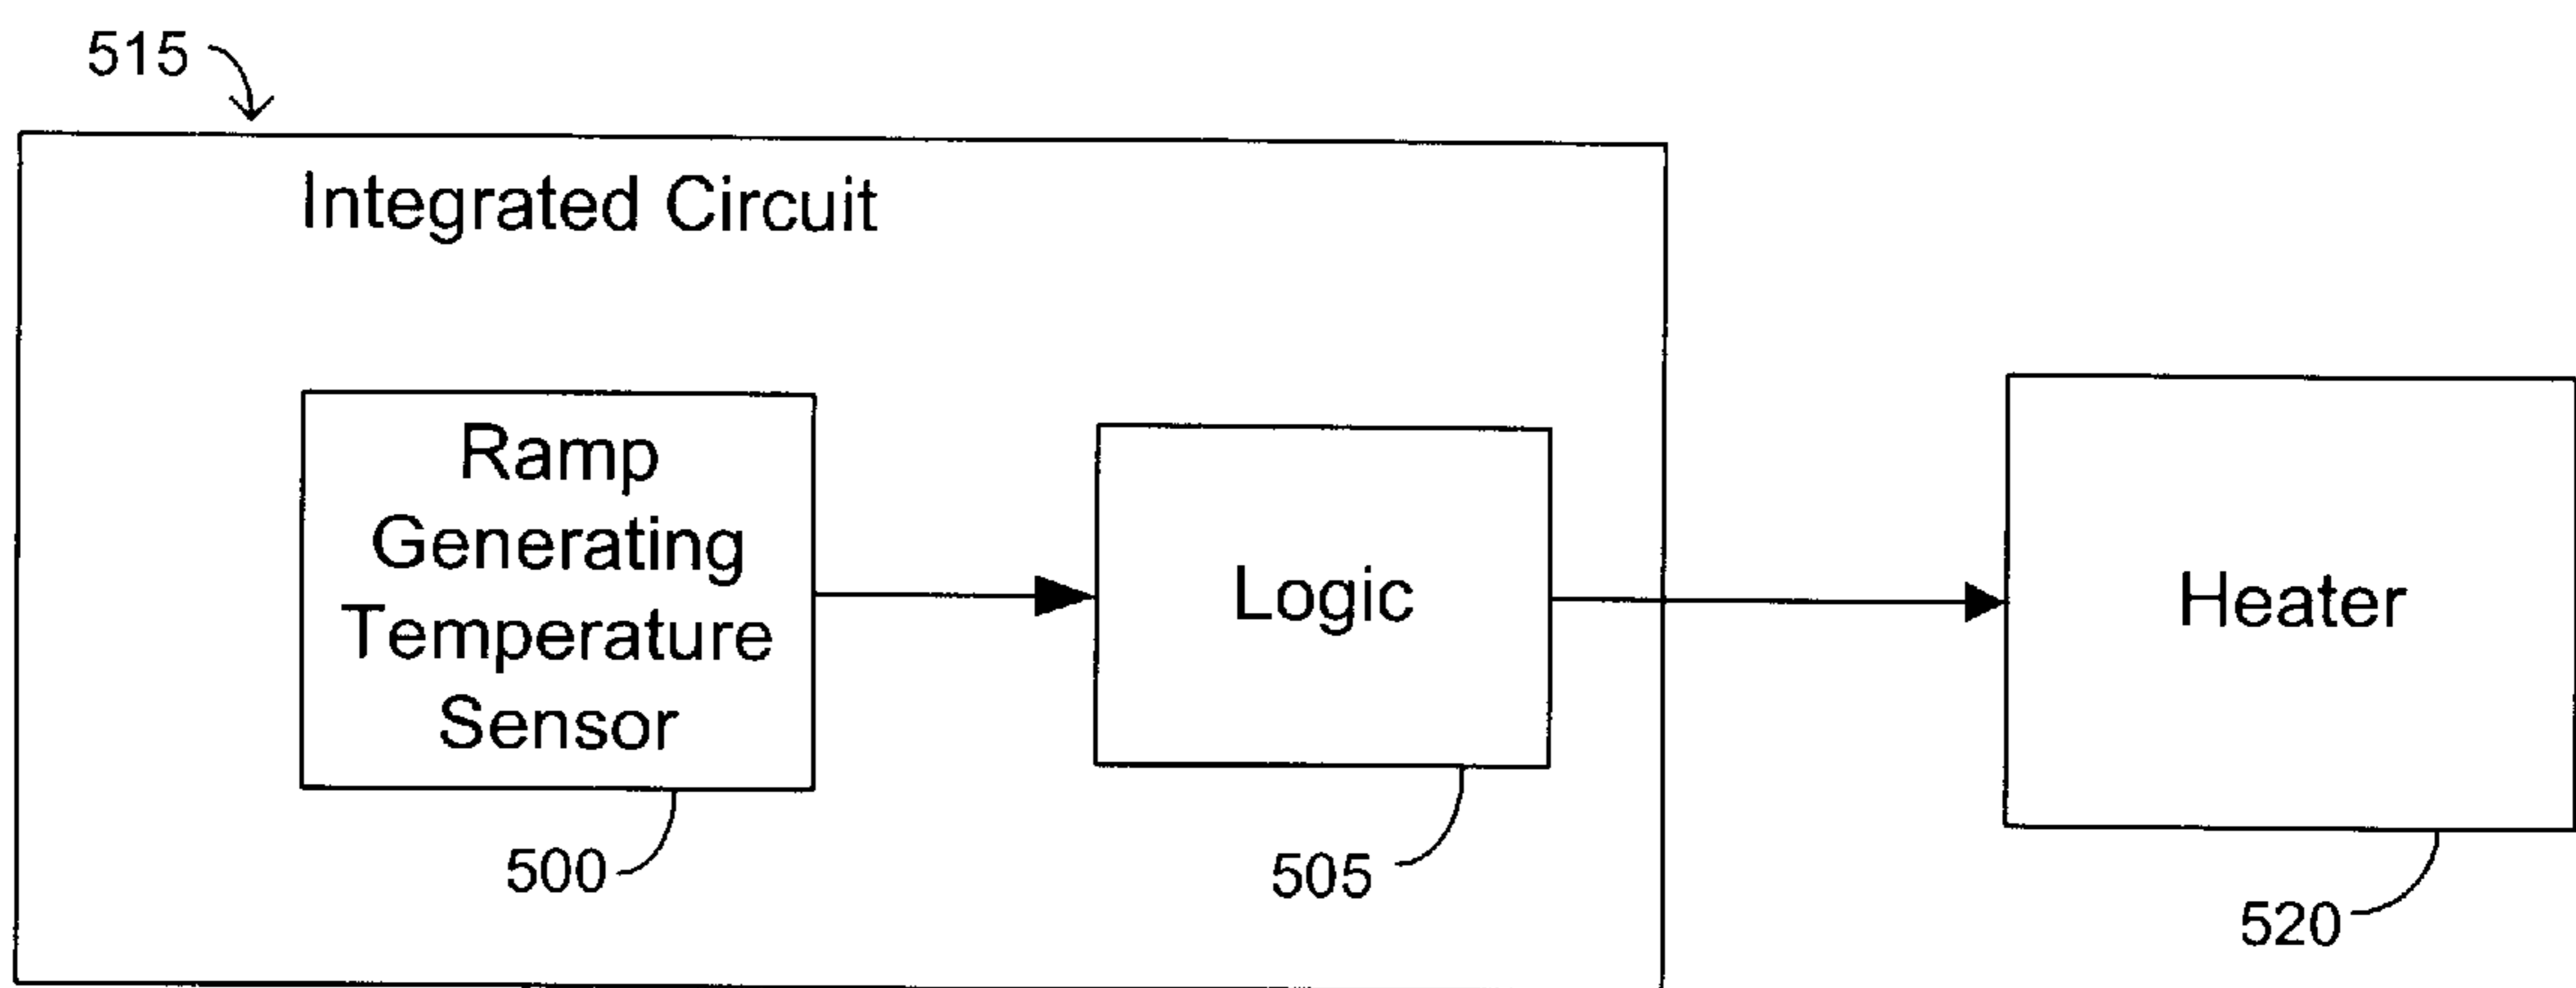 515
Integrated Circuit
Ramp
Generating
Temperature
Sensor
Logic
Heater
500
505
520